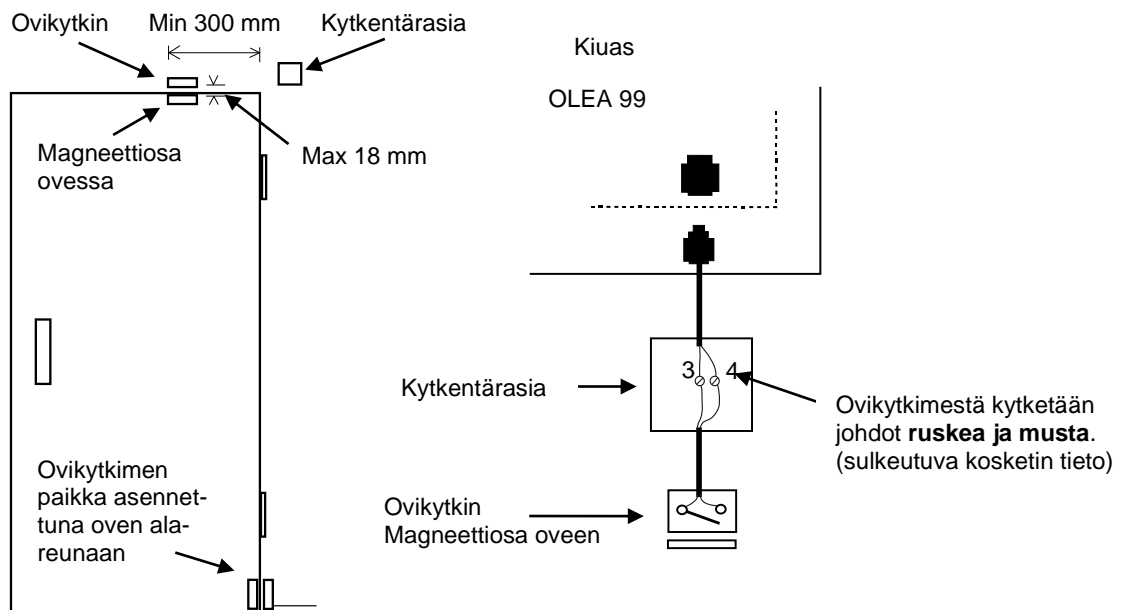 Ovikytkin
Min 300 mm
Kytkentärasia
Magneettiosa
ovessa
Max 18 mm
Ovikytkimen
paikka asennet-
tuna oven ala-
reunaan
Kiuas
OLEA 99
Kytkentärasia
3 4
Ovikytkimestä kytketään
johdot ruskea ja musta.
(sulkeutuva kosketin tieto)
Ovikytkin
Magneettiosa oveen